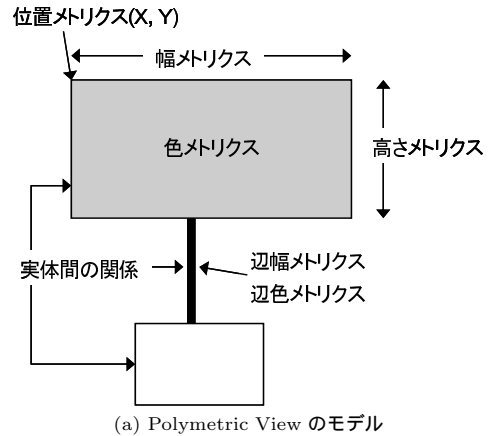 位置メトリクス(X, Y)
幅メトリクス
色メトリクス
高さメトリクス
実体間の関係
辺幅メトリクス
辺色メトリクス
(a) Polymetric View のモデル